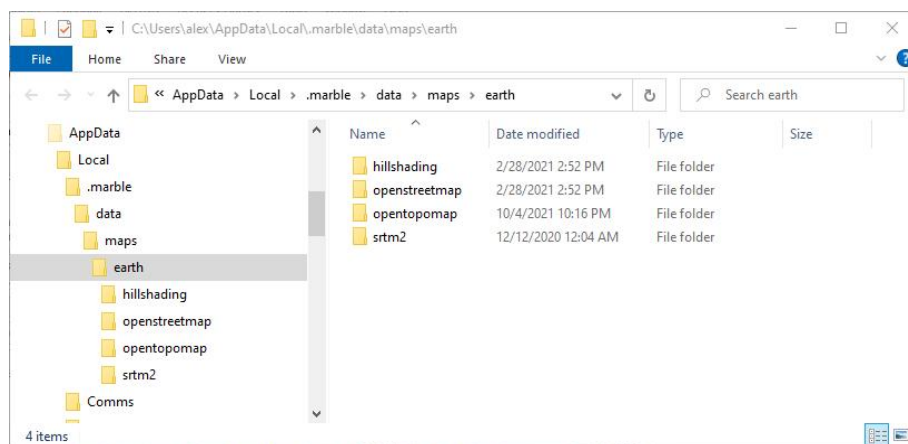 C:\Users\alex\AppData\Local\.marble\data\maps\earth
File Home Share View
« AppData > Local > .marble > data > maps > earth
Search earth
Name Date modified Type Size
AppData
Local
.marble
data
maps
earth
hillshading
openstreetmap
opentopomap
srtm2
Comms
hillshading 2/28/2021 2:52 PM File folder
openstreetmap 2/28/2021 2:52 PM File folder
opentopomap 10/4/2021 10:16 PM File folder
srtm2 12/12/2020 12:04 AM File folder
4 items